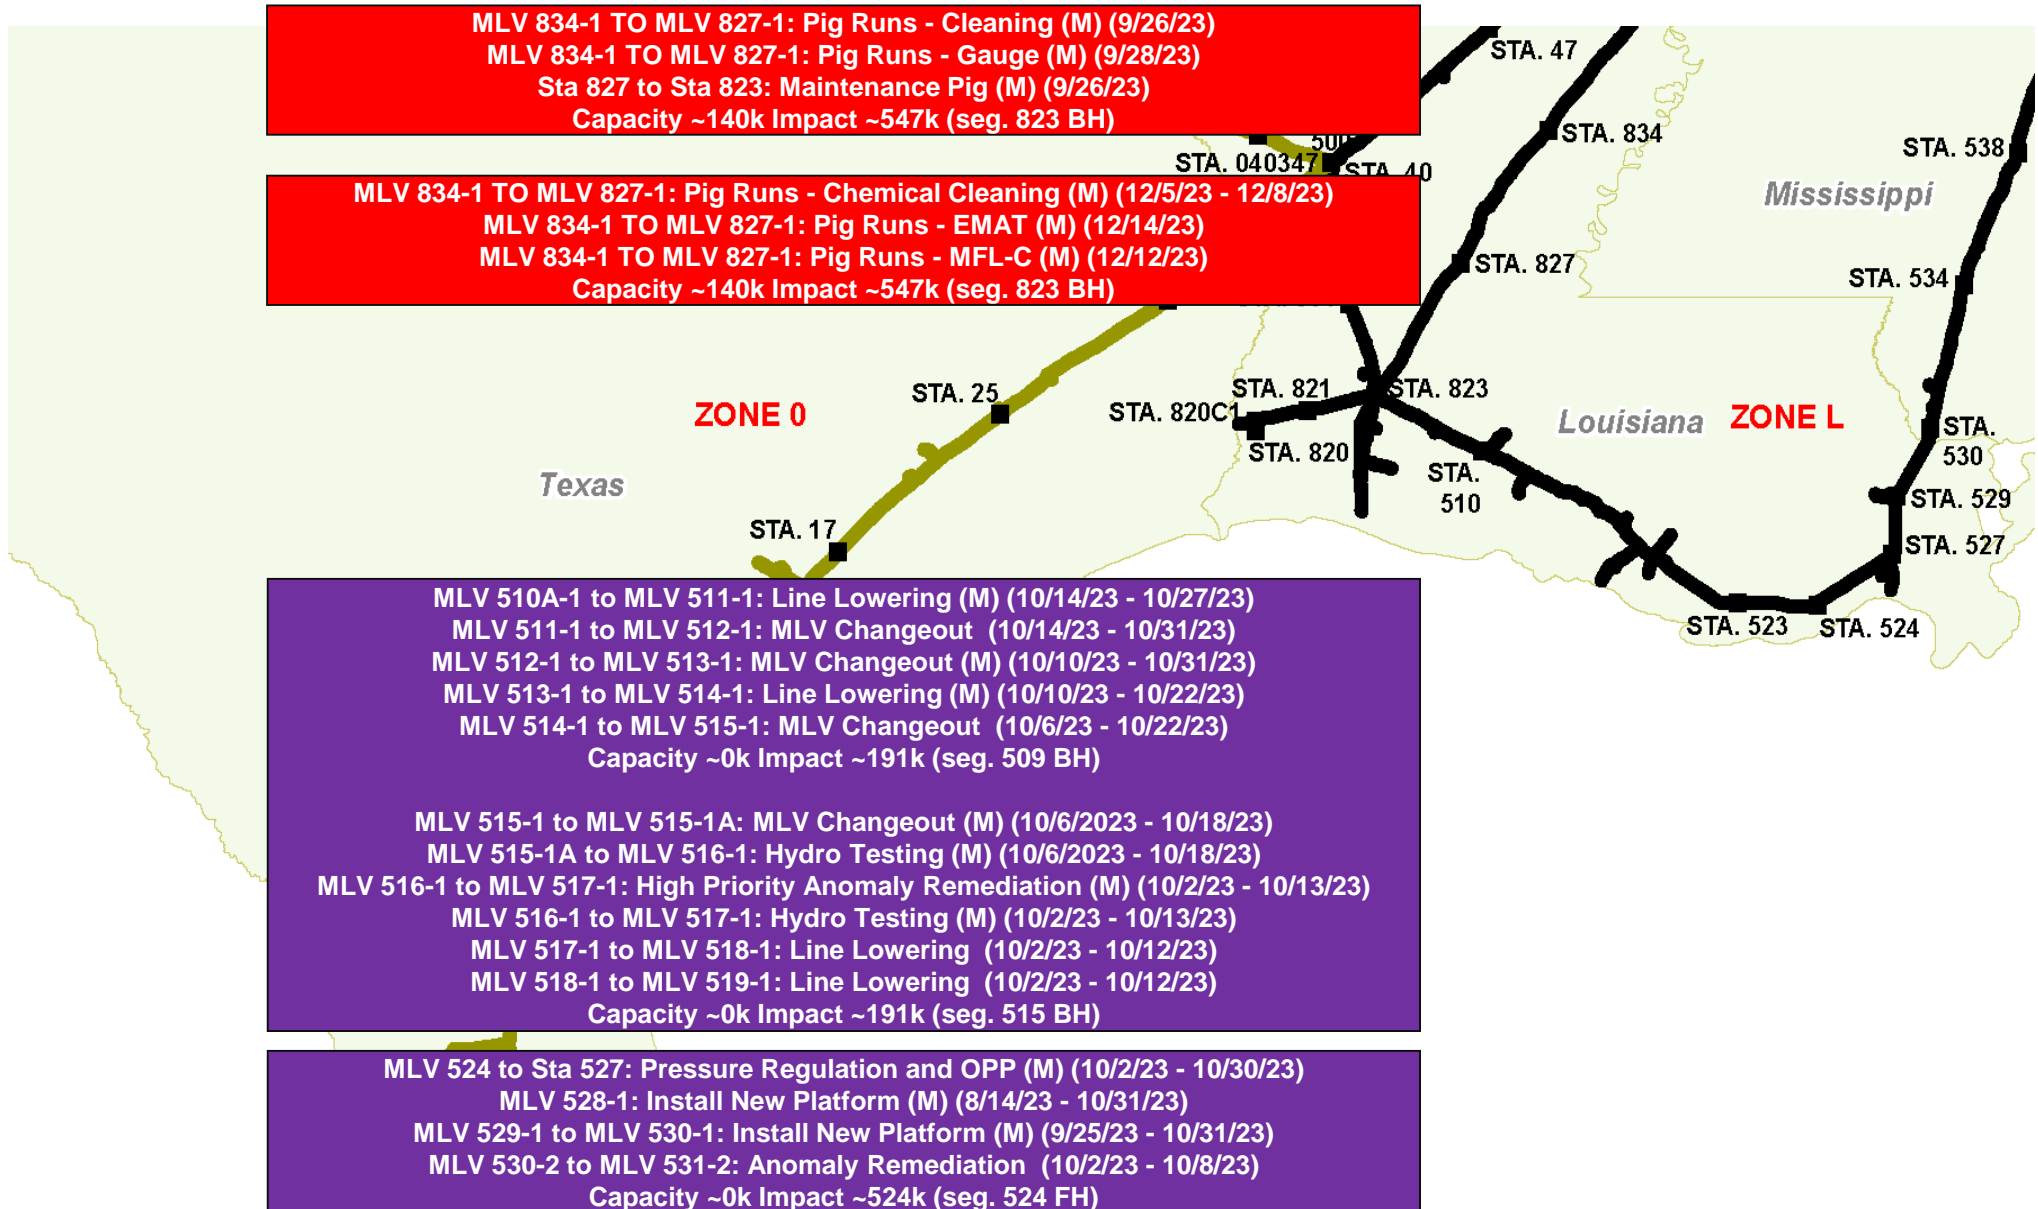 MLV 834-1 TO MLV 827-1: Pig Runs - Cleaning (M) (9/26/23)
MLV 834-1 TO MLV 827-1: Pig Runs - Gauge (M) (9/28/23)
Sta 827 to Sta 823: Maintenance Pig (M) (9/26/23)
Capacity ~140k Impact ~547k (seg. 823 BH)
STA. 47
STA. 834
STA. 538
STA. 040347
STA. 40
MLV 834-1 TO MLV 827-1: Pig Runs - Chemical Cleaning (M) (12/5/23 - 12/8/23)
MLV 834-1 TO MLV 827-1: Pig Runs - EMAT (M) (12/14/23)
MLV 834-1 TO MLV 827-1: Pig Runs - MFL-C (M) (12/12/23)
Capacity ~140k Impact ~547k (seg. 823 BH)
Mississippi
STA. 827
STA. 534
STA. 25
STA. 821
STA. 823
STA. 820C1
ZONE 0
Louisiana
ZONE L
STA. 820
STA. 530
STA. 510
Texas
STA. 529
STA. 17
STA. 527
STA. 523
STA. 524
MLV 510A-1 to MLV 511-1: Line Lowering (M) (10/14/23 - 10/27/23)
MLV 511-1 to MLV 512-1: MLV Changeout (10/14/23 - 10/31/23)
MLV 512-1 to MLV 513-1: MLV Changeout (M) (10/10/23 - 10/31/23)
MLV 513-1 to MLV 514-1: Line Lowering (M) (10/10/23 - 10/22/23)
MLV 514-1 to MLV 515-1: MLV Changeout (10/6/23 - 10/22/23)
Capacity ~0k Impact ~191k (seg. 509 BH)
MLV 515-1 to MLV 515-1A: MLV Changeout (M) (10/6/2023 - 10/18/23)
MLV 515-1A to MLV 516-1: Hydro Testing (M) (10/6/2023 - 10/18/23)
MLV 516-1 to MLV 517-1: High Priority Anomaly Remediation (M) (10/2/23 - 10/13/23)
MLV 516-1 to MLV 517-1: Hydro Testing (M) (10/2/23 - 10/13/23)
MLV 517-1 to MLV 518-1: Line Lowering (10/2/23 - 10/12/23)
MLV 518-1 to MLV 519-1: Line Lowering (10/2/23 - 10/12/23)
Capacity ~0k Impact ~191k (seg. 515 BH)
MLV 524 to Sta 527: Pressure Regulation and OPP (M) (10/2/23 - 10/30/23)
MLV 528-1: Install New Platform (M) (8/14/23 - 10/31/23)
MLV 529-1 to MLV 530-1: Install New Platform (M) (9/25/23 - 10/31/23)
MLV 530-2 to MLV 531-2: Anomaly Remediation (10/2/23 - 10/8/23)
Capacity ~0k Impact ~524k (seg. 524 FH)